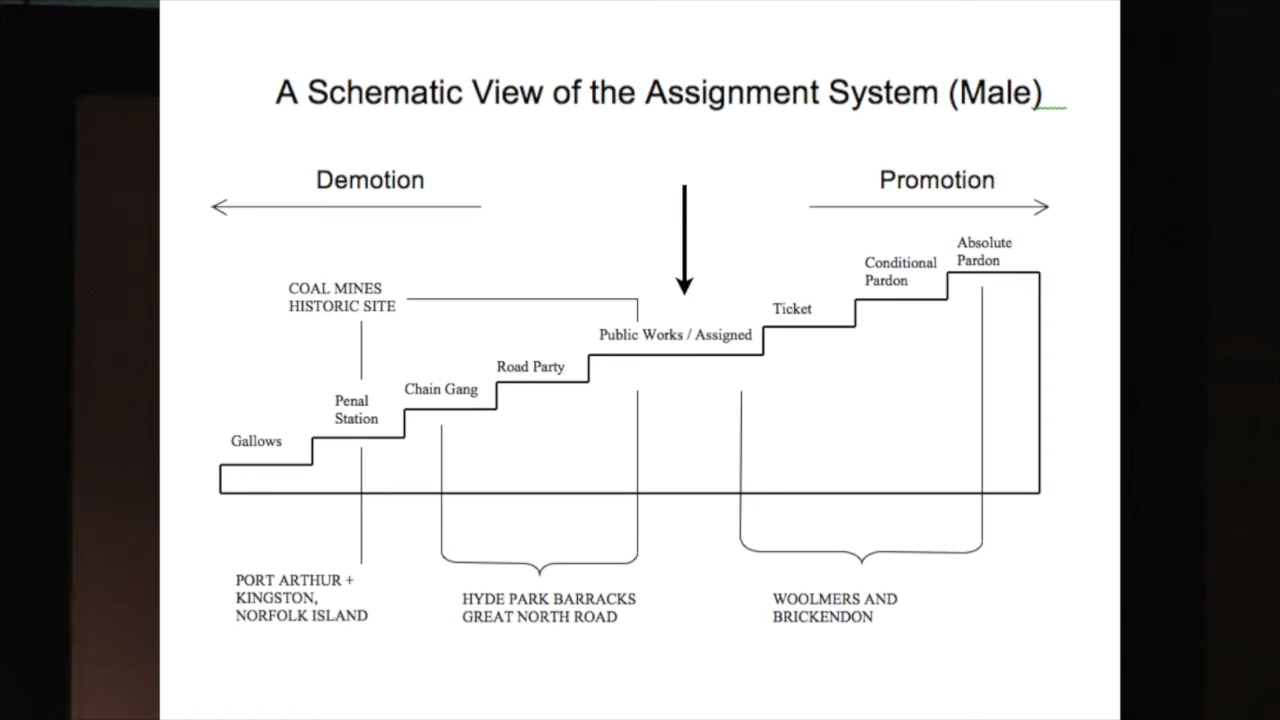 A Schematic View of the Assignment System (Male)
Demotion
Promotion
Absolute
Pardon
Conditional
Pardon
COAL MINES
HISTORIC SITE
Ticket
Public Works / Assigned
Road Party
Chain Gang
Penal
Station
Gallows
PORT ARTHUR +
KINGSTON,
NORFOLK ISLAND
HYDE PARK BARRACKS
GREAT NORTH ROAD
WOOLMERS AND
BRICKENDON